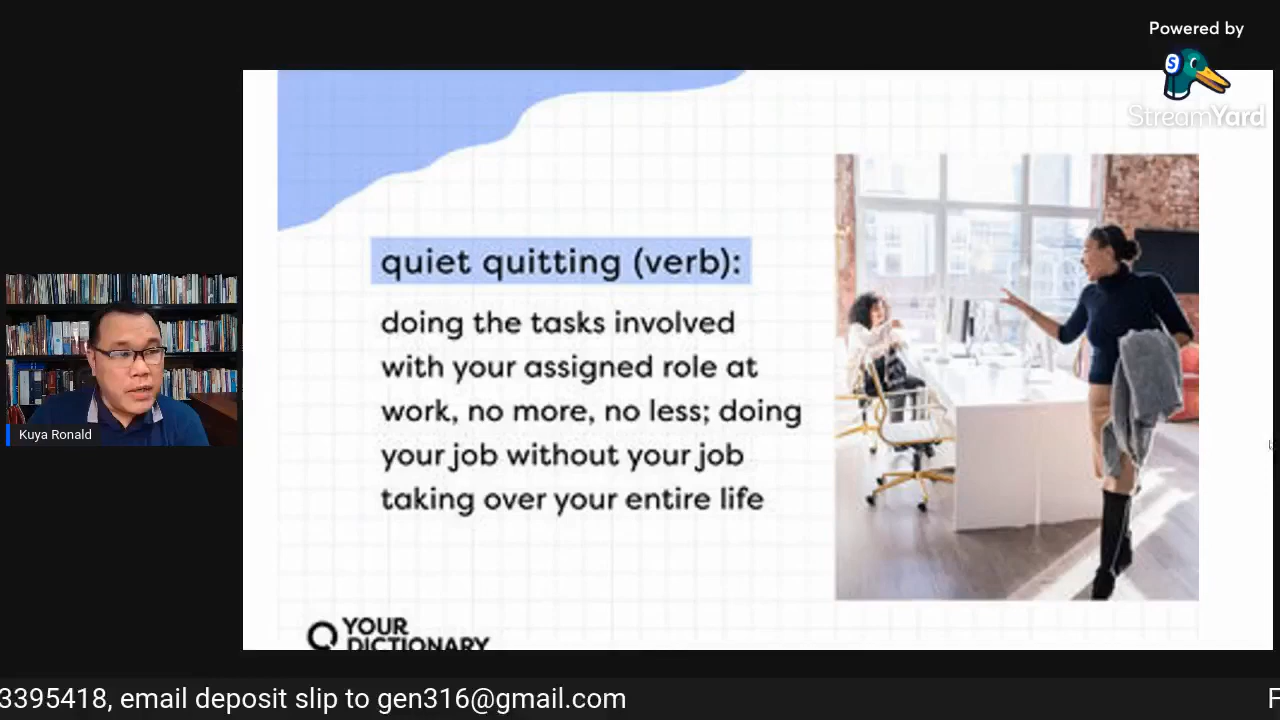 Powered by
S
StreamYard
quiet quitting (verb):
doing the tasks involved
with your assigned role at
work, no more, no less; doing
your job without your job
taking over your entire life
Kuya Ronald
YOUR
DICTIONARY
3395418, email deposit slip to gen316@gmail.com
F